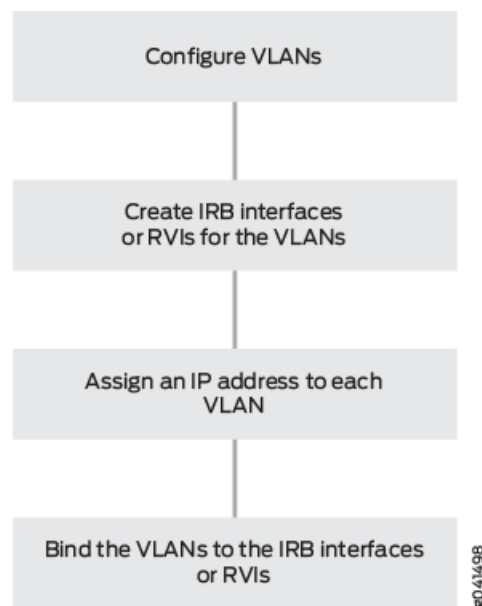 Configure VLANs
Create IRB interfaces
or RVIs for the VLANs
Assign an IP address to each
VLAN
Bind the VLANs to the IRB interfaces
or RVIs
g041498